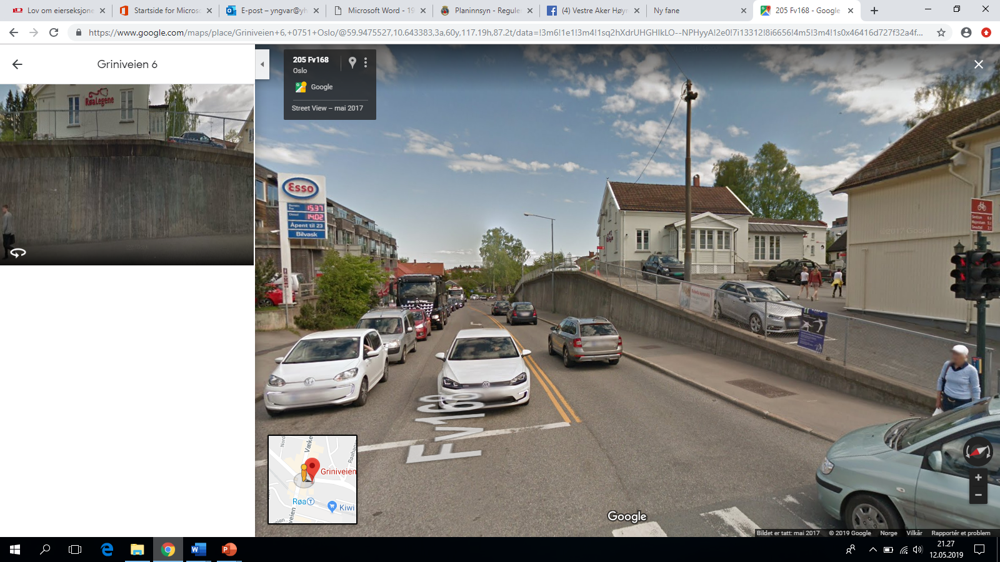 Lov om eierseksjone
Startside for Microso
E-post – yngvar@yh
Microsoft Word - 19
Planinnsyn - Regule
(4) Vestre Aker Høyr
Ny fane
205 Fv168 - Google
https://www.google.com/maps/place/Griniveien+6,+0751+Oslo/@59.9475527,10.643383,3a,60y,117.19h,87.2t/data=!3m6!1e1!3m4!1sq2hXdrUHGHIkLO--NPHyyA!2e0!7i13312!8i6656!4m5!3m4!1s0x46416d727f32a4f...
Griniveien 6
RøaLegene
205 Fv168
Oslo
Google
Street View – mai 2017
Esso
15.37
14.02
Åpent til 23
Bilvask
Fv168
Væke
Griniveien
Røahagan
Røa T
Kiwi
veien
Google
Bildet er tatt: mai 2017 © 2019 Google Norge Vilkår Rapportér et problem
21.27
12.05.2019